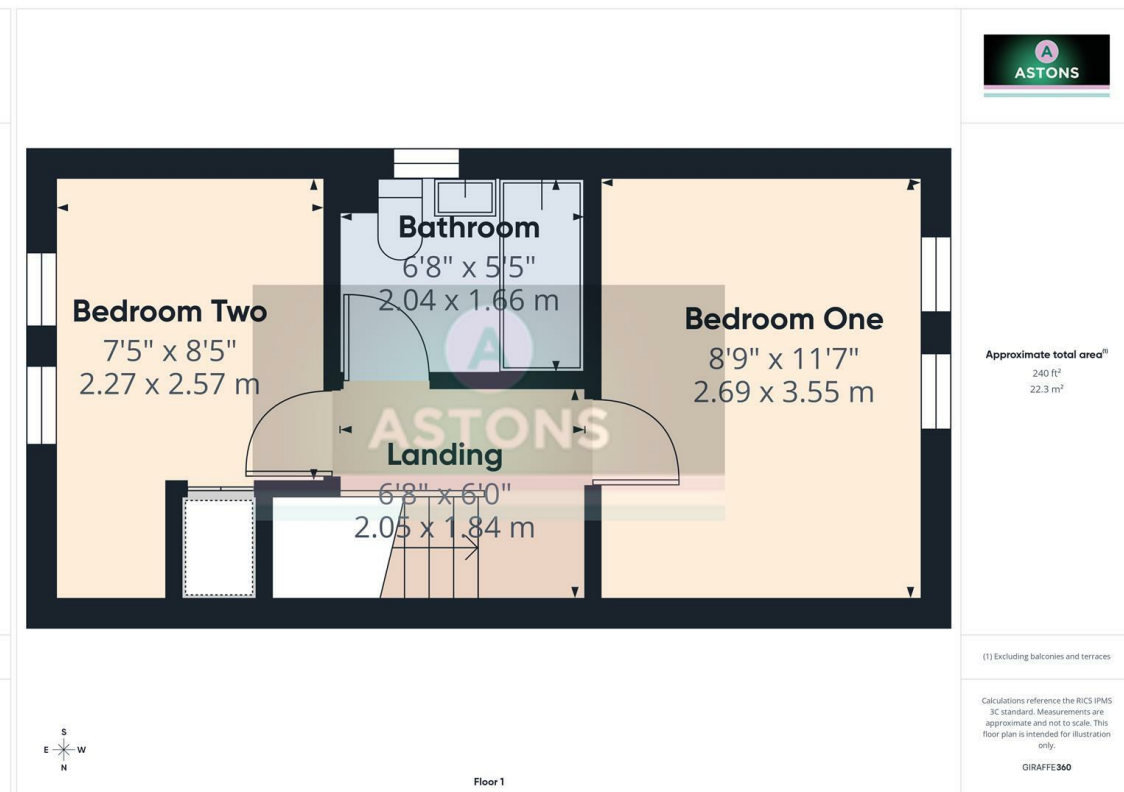 A
ASTONS
Bathroom
6'8" x 5'5"
2.04 x 1.66 m
Bedroom Two
7'5" x 8'5"
2.27 x 2.57 m
Bedroom One
8'9" x 11'7"
2.69 x 3.55 m
A
ASTONS
Landing
6'8" x 6'0"
2.05 x 1.84 m
Approximate total area(1)
240 ft²
22.3 m²
(1) Excluding balconies and terraces
Calculations reference the RICS IPMS
3C standard. Measurements are
approximate and not to scale. This
floor plan is intended for illustration
only.
GIRAFFE360
S
E W
N
Floor 1